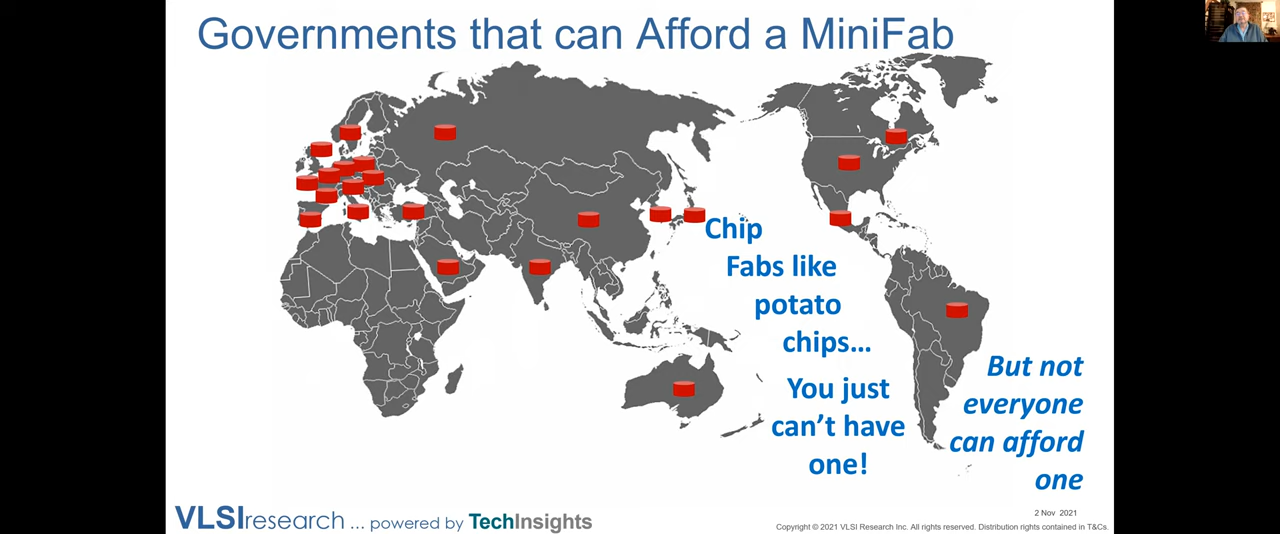 Governments that can Afford a MiniFab
Chip
Fabs like
potato
chips...
You just
can't have
one!
But not
everyone
can afford
one
VLSIresearch ... powered by TechInsights
2 Nov 2021
Copyright © 2021 VLSI Research Inc. All rights reserved. Distribution rights contained in T&Cs.